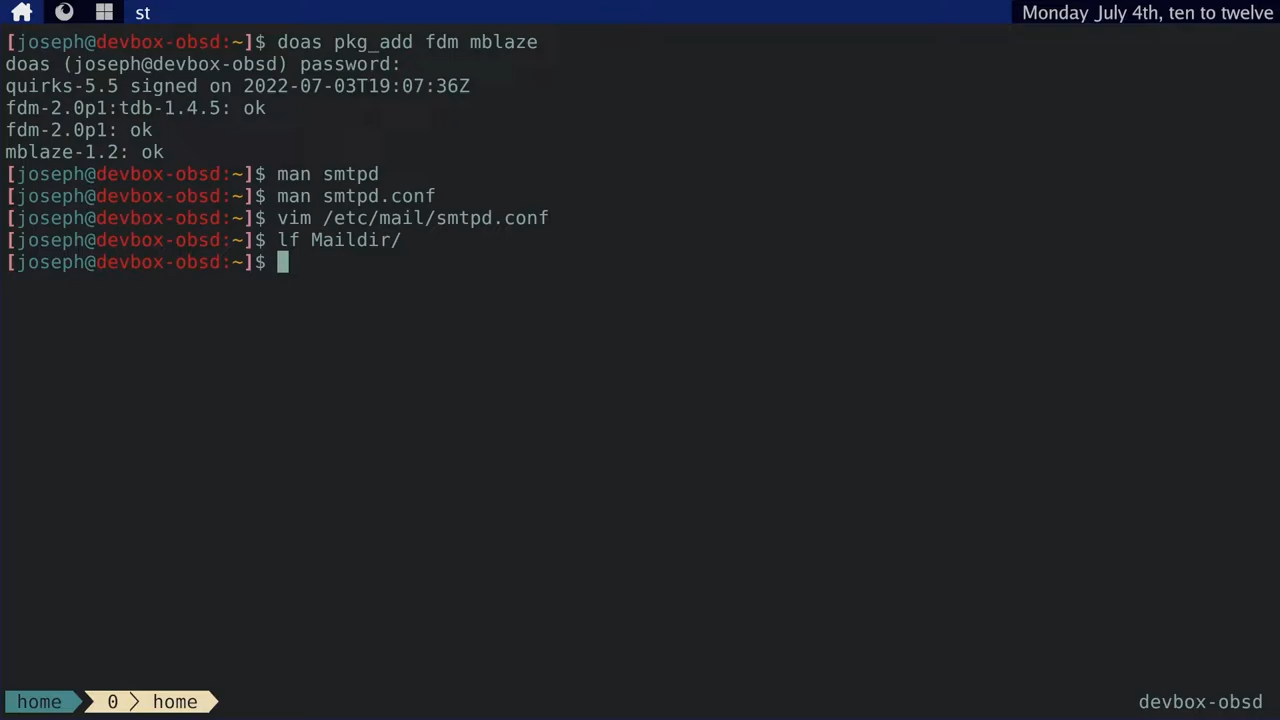 st
Monday July 4th, ten to twelve
[joseph@devbox-obsd:~]$ doas pkg_add fdm mblaze
doas (joseph@devbox-obsd) password:
quirks-5.5 signed on 2022-07-03T19:07:36Z
fdm-2.0p1:tdb-1.4.5: ok
fdm-2.0p1: ok
mblaze-1.2: ok
[joseph@devbox-obsd:~]$ man smtpd
[joseph@devbox-obsd:~]$ man smtpd.conf
[joseph@devbox-obsd:~]$ vim /etc/mail/smtpd.conf
[joseph@devbox-obsd:~]$ lf Maildir/
[joseph@devbox-obsd:~]$
home 0 home
devbox-obsd